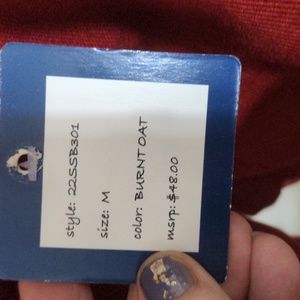 style: 22SSB301
size: M
color: BURNT OAT
msrp: $48.00